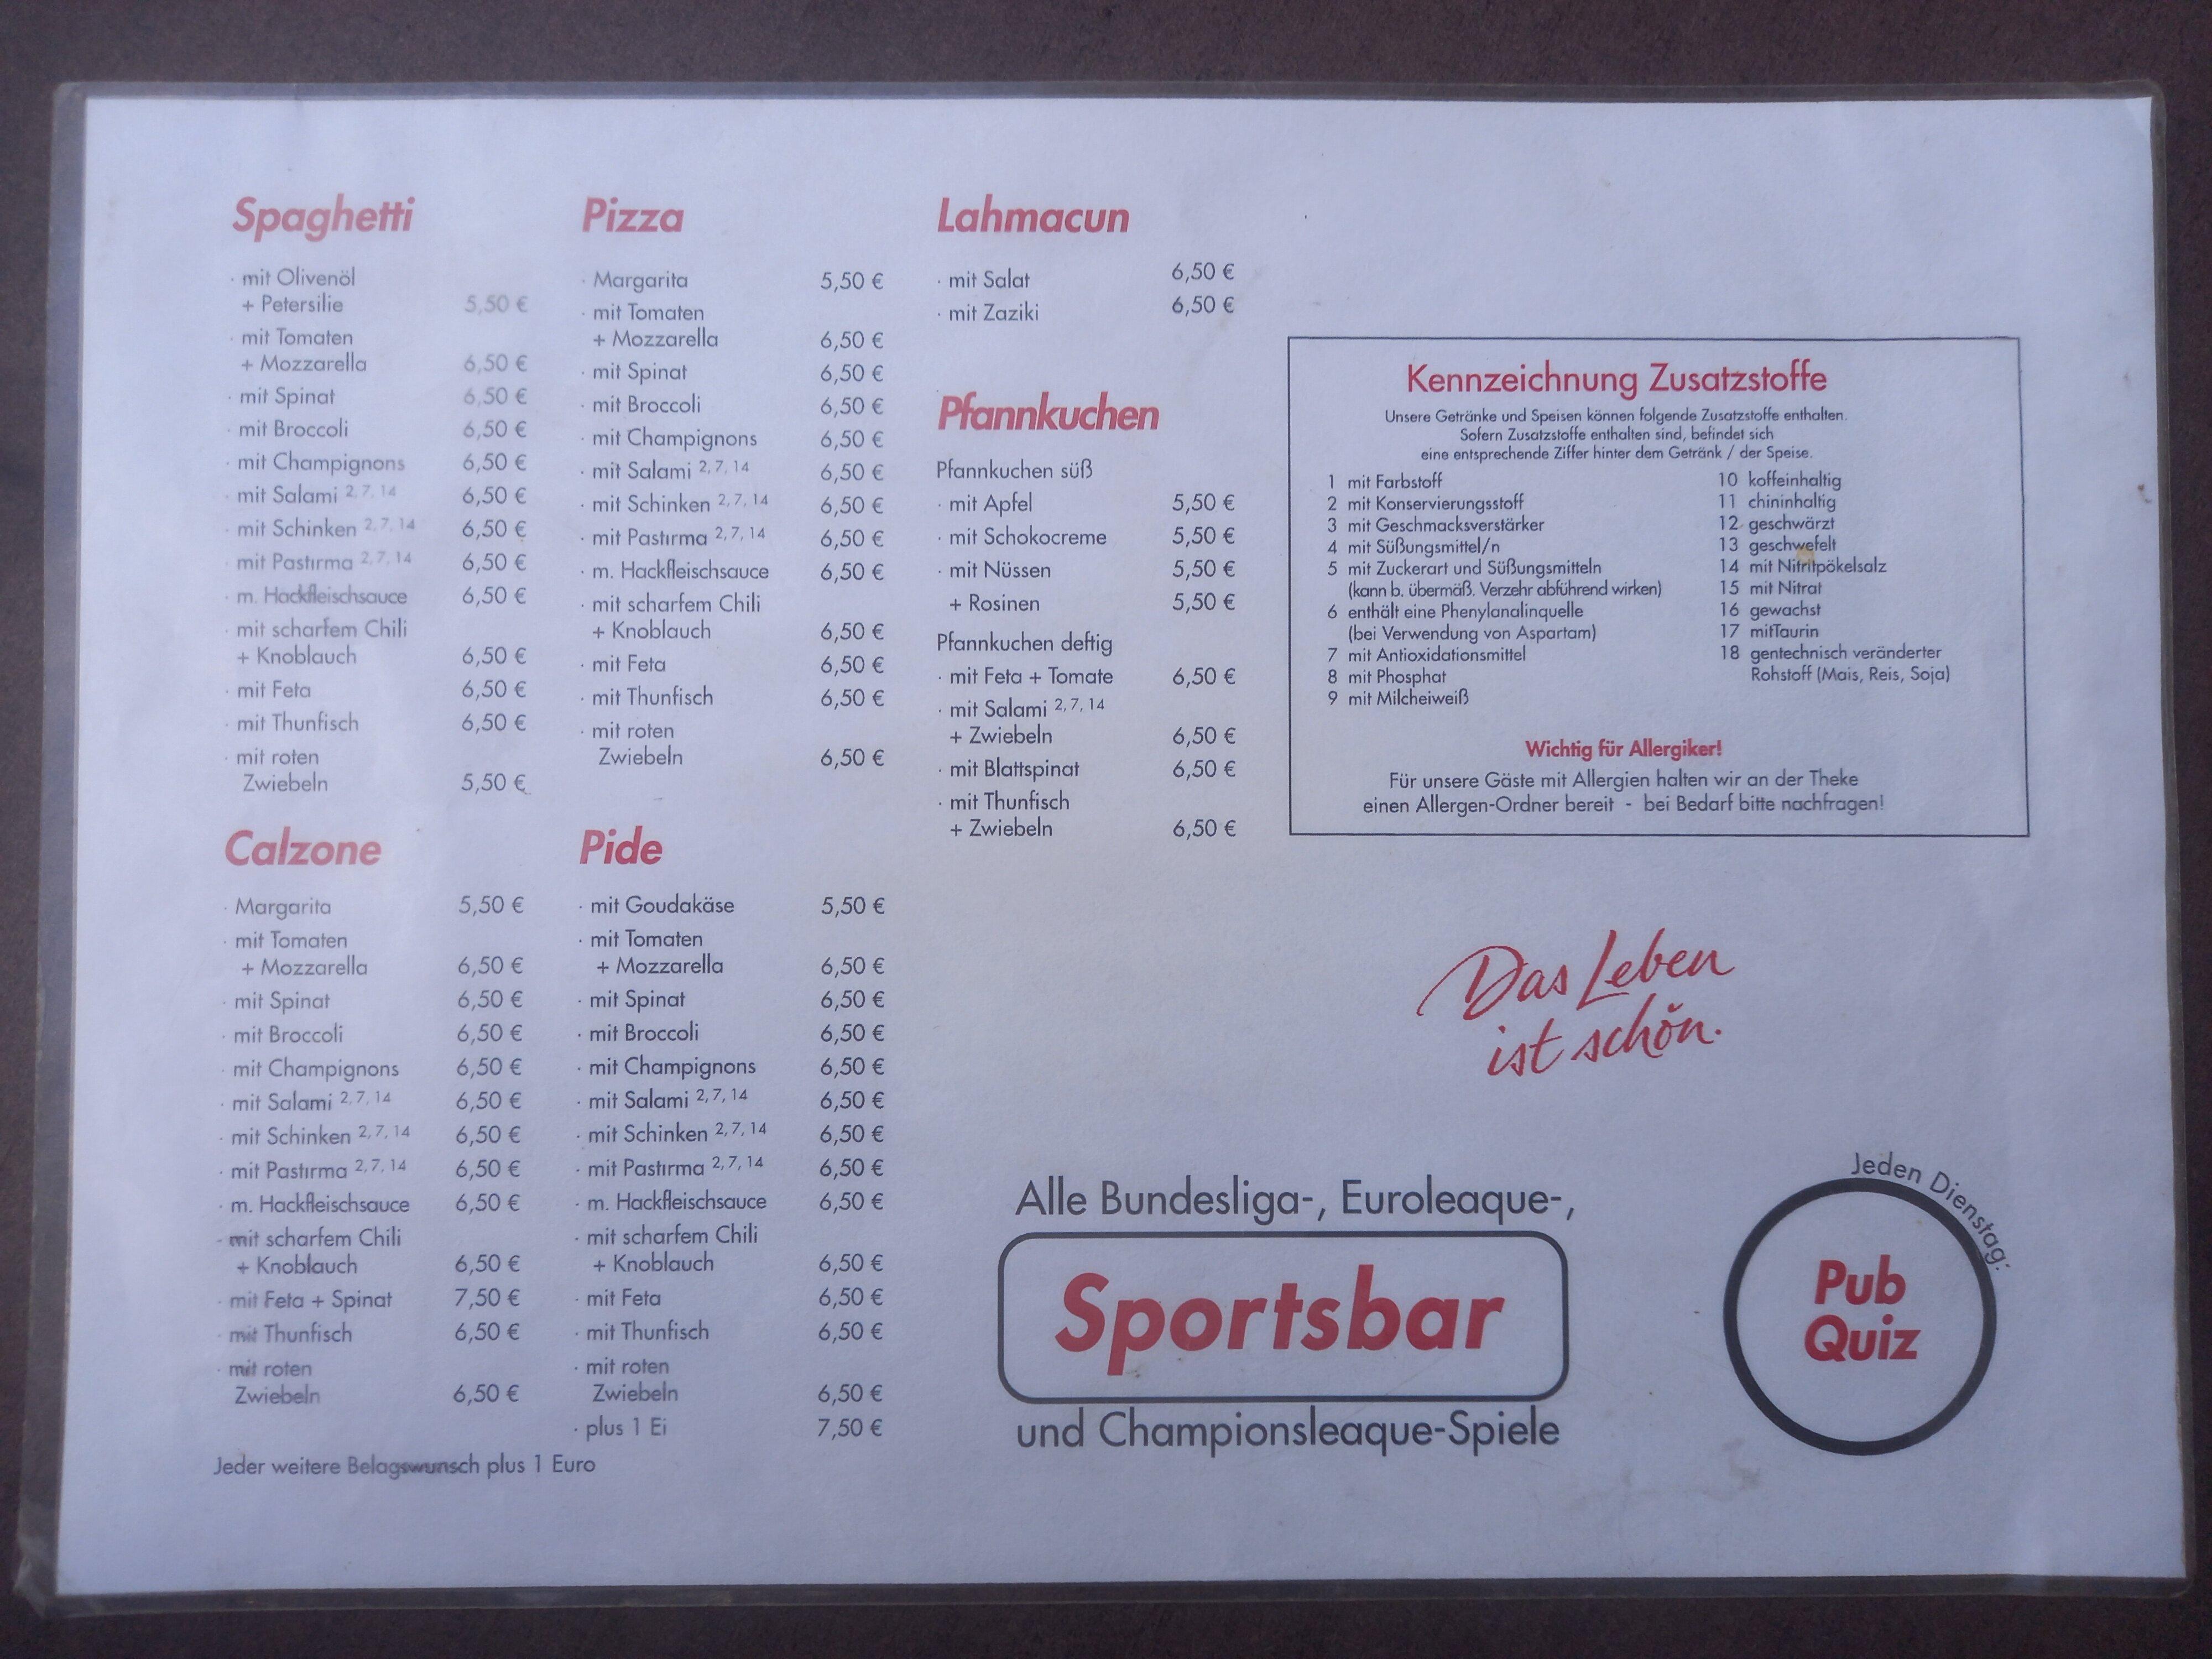 Spaghetti
· mit Olivenöl
+ Petersilie 5,50 €
· mit Tomaten
+ Mozzarella 6,50 €
· mit Spinat 6,50 €
· mit Broccoli 6,50 €
· mit Champignons 6,50 €
· mit Salami 2, 7, 14 6,50 €
· mit Schinken 2, 7, 14 6,50 €
· mit Pastırma 2, 7, 14 6,50 €
· m. Hackfleischsauce 6,50 €
· mit scharfem Chili
+ Knoblauch 6,50 €
· mit Feta 6,50 €
· mit Thunfisch 6,50 €
· mit roten
Zwiebeln 5,50 €
Calzone
· Margarita 5,50 €
· mit Tomaten
+ Mozzarella 6,50 €
· mit Spinat 6,50 €
· mit Broccoli 6,50 €
· mit Champignons 6,50 €
· mit Salami 2, 7, 14 6,50 €
· mit Schinken 2, 7, 14 6,50 €
· mit Pastırma 2, 7, 14 6,50 €
· m. Hackfleischsauce 6,50 €
· mit scharfem Chili
+ Knoblauch 6,50 €
· mit Feta + Spinat 7,50 €
· mit Thunfisch 6,50 €
· mit roten
Zwiebeln 6,50 €
Jeder weitere Belagswunsch plus 1 Euro
Pizza
· Margarita 5,50 €
· mit Tomaten
+ Mozzarella 6,50 €
· mit Spinat 6,50 €
· mit Broccoli 6,50 €
· mit Champignons 6,50 €
· mit Salami 2, 7, 14 6,50 €
· mit Schinken 2, 7, 14 6,50 €
· mit Pastırma 2, 7, 14 6,50 €
· m. Hackfleischsauce 6,50 €
· mit scharfem Chili
+ Knoblauch 6,50 €
· mit Feta 6,50 €
· mit Thunfisch 6,50 €
· mit roten
Zwiebeln 6,50 €
Pide
· mit Goudakäse 5,50 €
· mit Tomaten
+ Mozzarella 6,50 €
· mit Spinat 6,50 €
· mit Broccoli 6,50 €
· mit Champignons 6,50 €
· mit Salami 2, 7, 14 6,50 €
· mit Schinken 2, 7, 14 6,50 €
· mit Pastırma 2, 7, 14 6,50 €
· m. Hackfleischsauce 6,50 €
· mit scharfem Chili
+ Knoblauch 6,50 €
· mit Feta 6,50 €
· mit Thunfisch 6,50 €
· mit roten
Zwiebeln 6,50 €
· plus 1 Ei 7,50 €
Lahmacun
· mit Salat 6,50 €
· mit Zaziki 6,50 €
Pfannkuchen
Pfannkuchen süß
· mit Apfel 5,50 €
· mit Schokocreme 5,50 €
· mit Nüssen 5,50 €
+ Rosinen 5,50 €
Pfannkuchen deftig
· mit Feta + Tomate 6,50 €
· mit Salami 2, 7, 14
+ Zwiebeln 6,50 €
· mit Blattspinat 6,50 €
· mit Thunfisch
+ Zwiebeln 6,50 €
Kennzeichnung Zusatzstoffe
Unsere Getränke und Speisen können folgende Zusatzstoffe enthalten.
Sofern Zusatzstoffe enthalten sind, befindet sich
eine entsprechende Ziffer hinter dem Getränk / der Speise.
1 mit Farbstoff
2 mit Konservierungsstoff
3 mit Geschmacksverstärker
4 mit Süßungsmittel/n
5 mit Zuckerart und Süßungsmitteln
(kann b. übermäß. Verzehr abführend wirken)
6 enthält eine Phenylanalinquelle
(bei Verwendung von Aspartam)
7 mit Antioxidationsmittel
8 mit Phosphat
9 mit Milcheiweiß
10 koffeinhaltig
11 chininhaltig
12 geschwärzt
13 geschwefelt
14 mit Nitritpökelsalz
15 mit Nitrat
16 gewachst
17 mitTaurin
18 gentechnisch veränderter
Rohstoff (Mais, Reis, Soja)
Wichtig für Allergiker!
Für unsere Gäste mit Allergien halten wir an der Theke
einen Allergen-Ordner bereit - bei Bedarf bitte nachfragen!
Das Leben
ist schön.
Alle Bundesliga-, Euroleaque-,
Sportsbar
und Championsleaque-Spiele
Jeden Dienstag:
Pub
Quiz